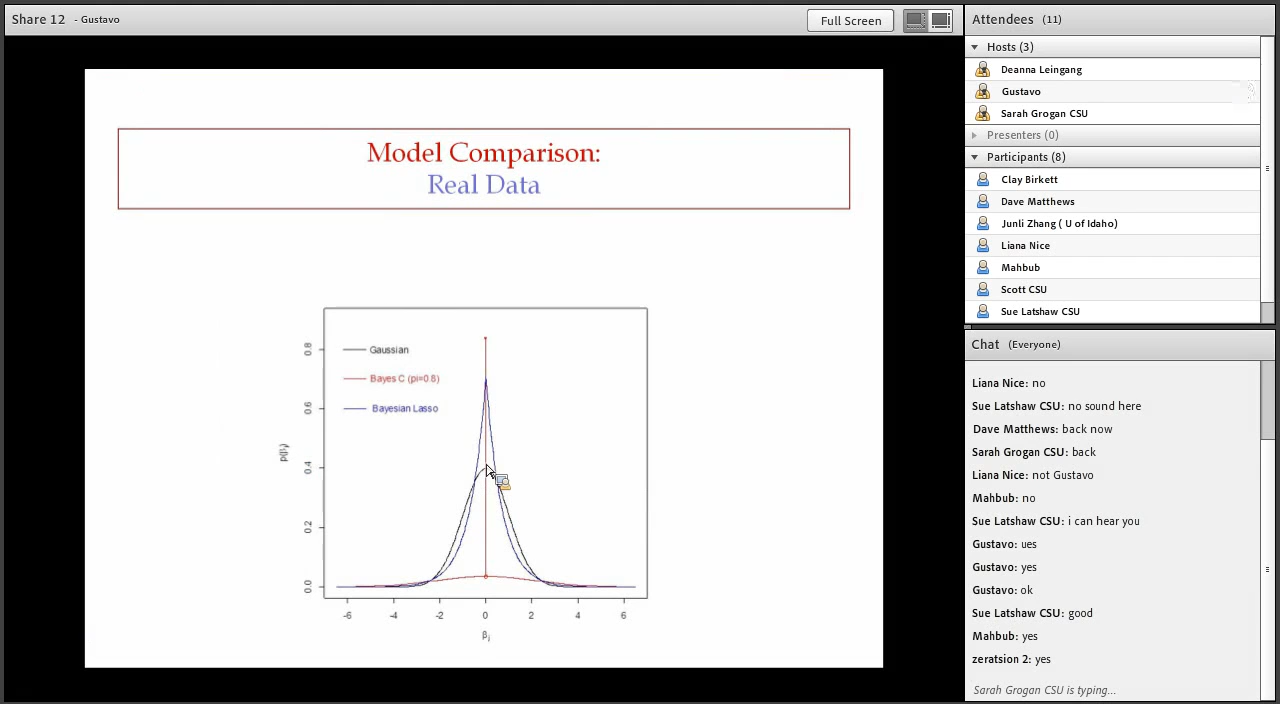 Share 12 - Gustavo
Full Screen
Model Comparison:
Real Data
Gaussian
Bayes C (pi=0.8)
Bayesian Lasso
0.8
0.6
0.4
0.2
0.0
p(βj)
-6 -4 -2 0 2 4 6
βj
Attendees (11)
Hosts (3)
Deanna Leingang
Gustavo
Sarah Grogan CSU
Presenters (0)
Participants (8)
Clay Birkett
Dave Matthews
Junli Zhang ( U of Idaho)
Liana Nice
Mahbub
Scott CSU
Sue Latshaw CSU
Chat (Everyone)
Liana Nice: no
Sue Latshaw CSU: no sound here
Dave Matthews: back now
Sarah Grogan CSU: back
Liana Nice: not Gustavo
Mahbub: no
Sue Latshaw CSU: i can hear you
Gustavo: ues
Gustavo: yes
Gustavo: ok
Sue Latshaw CSU: good
Mahbub: yes
zeratsion 2: yes
Sarah Grogan CSU is typing...